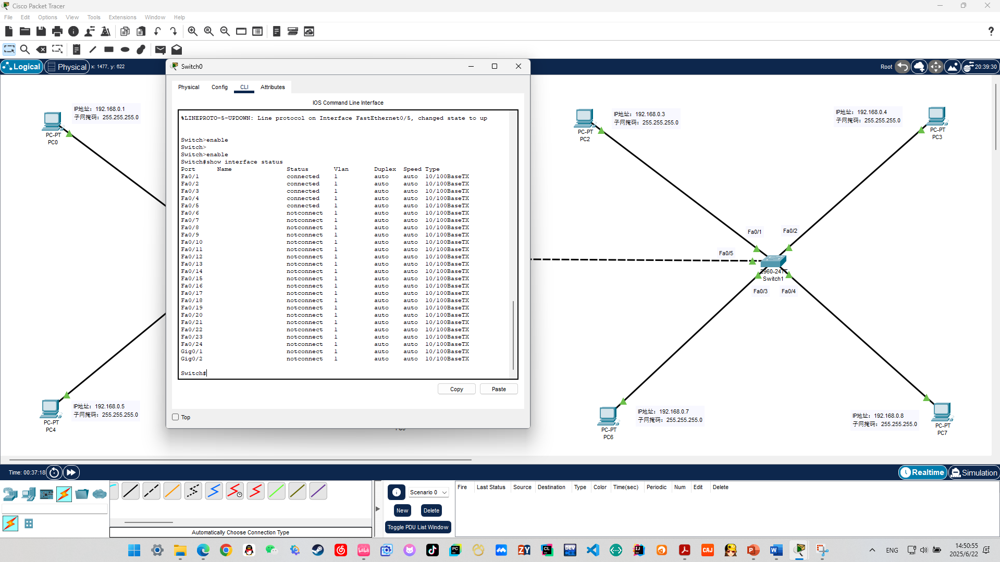 Cisco Packet Tracer
File Edit Options View Tools Extensions Window Help
Logical Physical x: 1477, y: 622 Root 20:39:30
Switch0
Physical Config CLI Attributes
IOS Command Line Interface
%LINEPROTO-5-UPDOWN: Line protocol on Interface FastEthernet0/5, changed state to up
Switch>enable
Switch>
Switch>enable
Switch#show interface status
Port Name Status Vlan Duplex Speed Type
Fa0/1 connected 1 auto auto 10/100BaseTX
Fa0/2 connected 1 auto auto 10/100BaseTX
Fa0/3 connected 1 auto auto 10/100BaseTX
Fa0/4 connected 1 auto auto 10/100BaseTX
Fa0/5 connected 1 auto auto 10/100BaseTX
Fa0/6 notconnect 1 auto auto 10/100BaseTX
Fa0/7 notconnect 1 auto auto 10/100BaseTX
Fa0/8 notconnect 1 auto auto 10/100BaseTX
Fa0/9 notconnect 1 auto auto 10/100BaseTX
Fa0/10 notconnect 1 auto auto 10/100BaseTX
Fa0/11 notconnect 1 auto auto 10/100BaseTX
Fa0/12 notconnect 1 auto auto 10/100BaseTX
Fa0/13 notconnect 1 auto auto 10/100BaseTX
Fa0/14 notconnect 1 auto auto 10/100BaseTX
Fa0/15 notconnect 1 auto auto 10/100BaseTX
Fa0/16 notconnect 1 auto auto 10/100BaseTX
Fa0/17 notconnect 1 auto auto 10/100BaseTX
Fa0/18 notconnect 1 auto auto 10/100BaseTX
Fa0/19 notconnect 1 auto auto 10/100BaseTX
Fa0/20 notconnect 1 auto auto 10/100BaseTX
Fa0/21 notconnect 1 auto auto 10/100BaseTX
Fa0/22 notconnect 1 auto auto 10/100BaseTX
Fa0/23 notconnect 1 auto auto 10/100BaseTX
Fa0/24 notconnect 1 auto auto 10/100BaseTX
Gig0/1 notconnect 1 auto auto 10/100BaseTX
Gig0/2 notconnect 1 auto auto 10/100BaseTX
Switch#
Copy Paste
Top
IP地址：192.168.0.1
子网掩码：255.255.255.0
PC-PT
PC0
IP地址：192.168.0.3
子网掩码：255.255.255.0
PC-PT
PC2
IP地址：192.168.0.4
子网掩码：255.255.255.0
PC-PT
PC3
Fa0/1 Fa0/2
Fa0/5
2960-24TT
Switch1
Fa0/3 Fa0/4
IP地址：192.168.0.5
子网掩码：255.255.255.0
PC-PT
PC4
IP地址：192.168.0.7
子网掩码：255.255.255.0
PC-PT
PC6
IP地址：192.168.0.8
子网掩码：255.255.255.0
PC-PT
PC7
Time: 00:37:18 Realtime Simulation
Automatically Choose Connection Type
Scenario 0
New Delete
Toggle PDU List Window
Fire Last Status Source Destination Type Color Time(sec) Periodic Num Edit Delete
ENG
14:50:55
2025/6/22